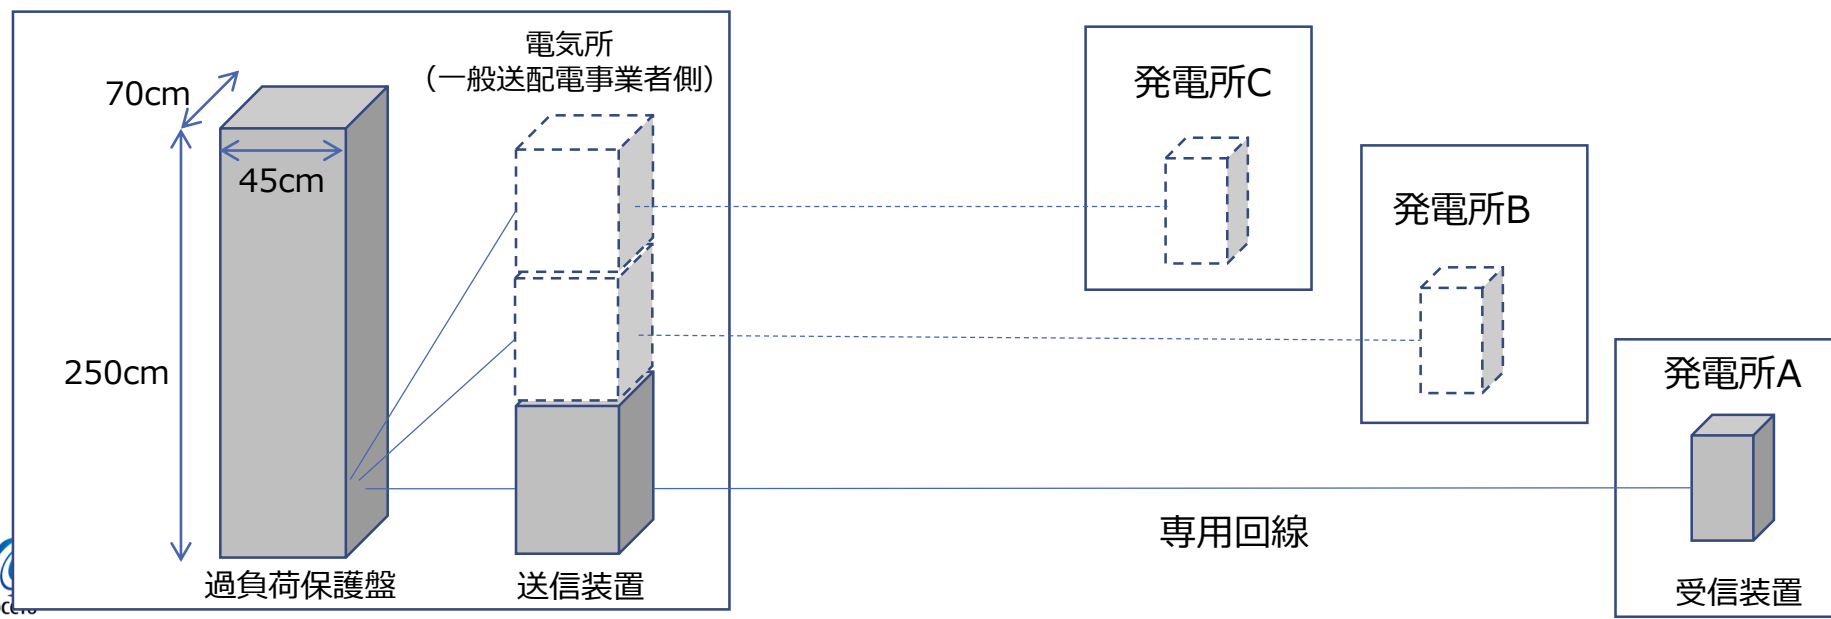 電気所
（一般送配電事業者側）
70cm
45cm
250cm
過負荷保護盤
送信装置
発電所C
発電所B
発電所A
専用回線
受信装置